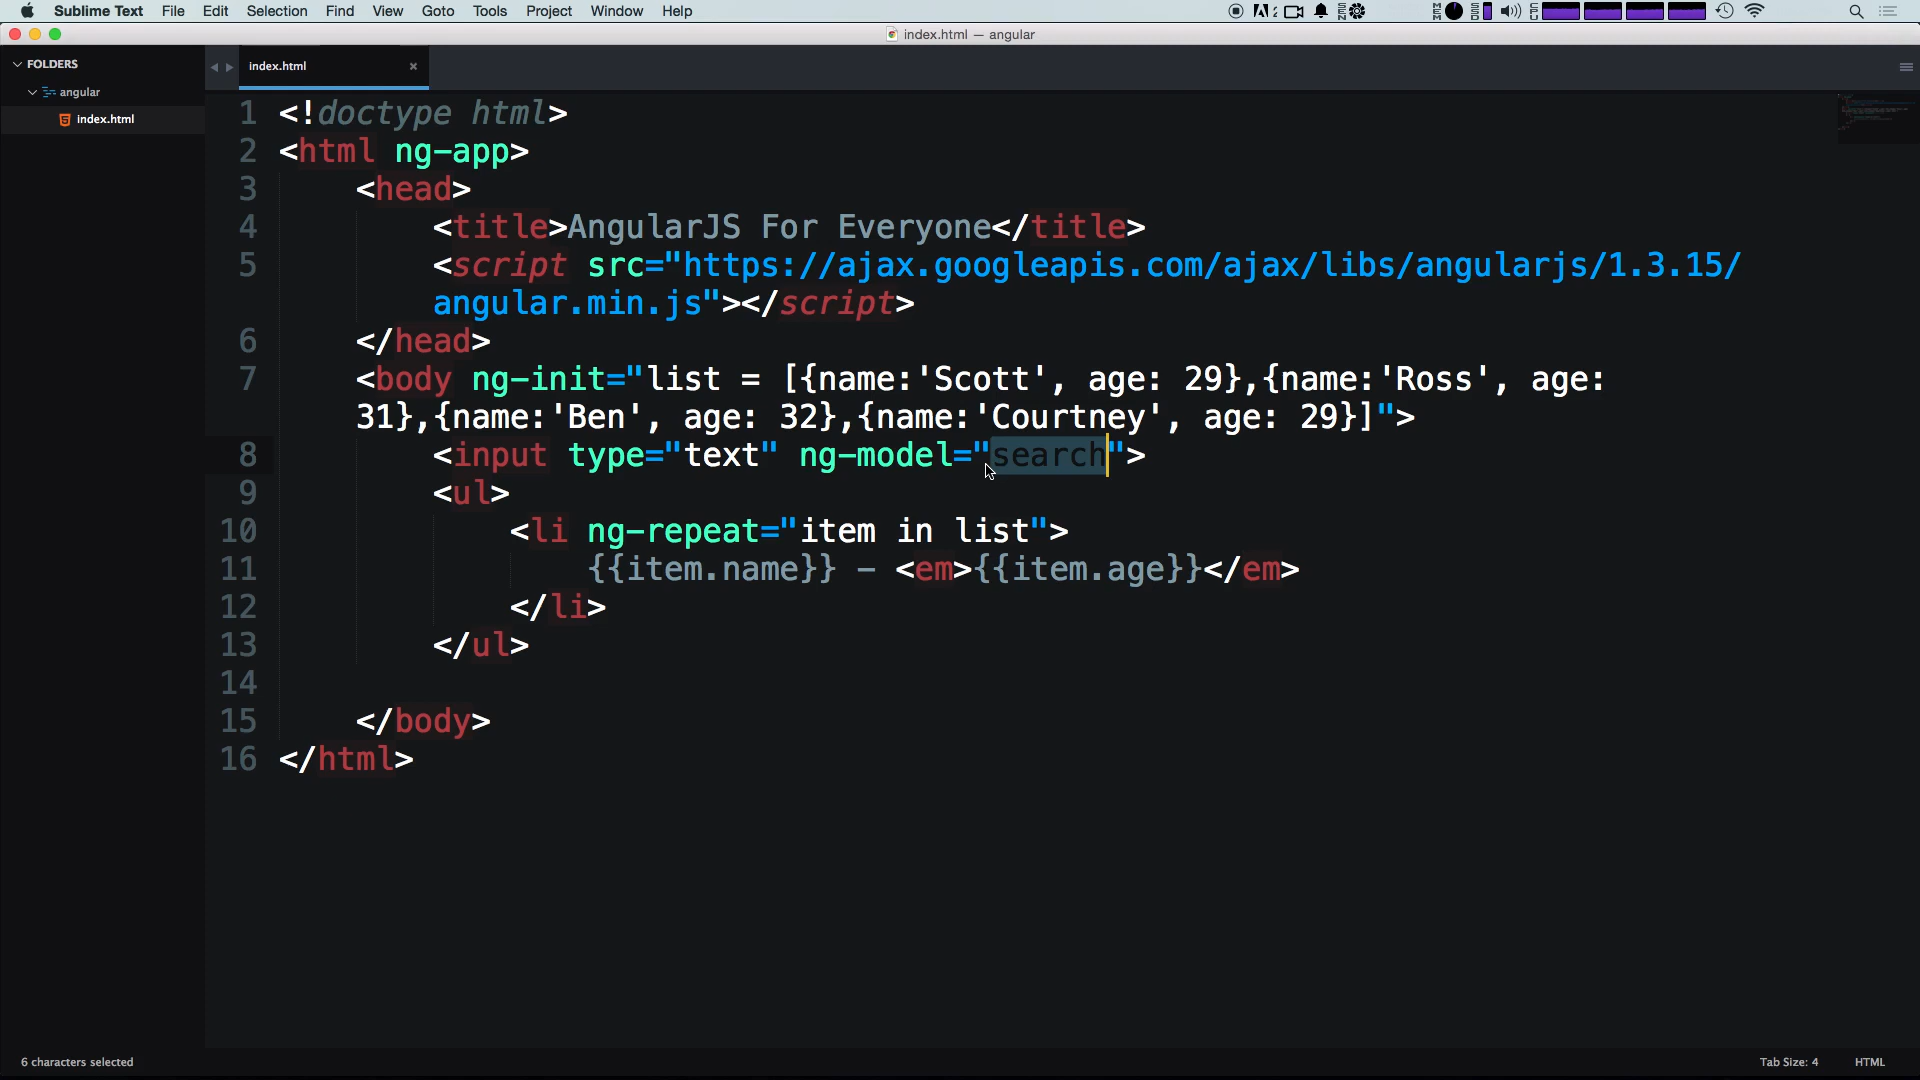 Sublime Text File Edit Selection Find View Goto Tools Project Window Help
index.html — angular
FOLDERS
angular
index.html
index.html
1 <!doctype html>
2 <html ng-app>
3 <head>
4 <title>AngularJS For Everyone</title>
5 <script src="https://ajax.googleapis.com/ajax/libs/angularjs/1.3.15/
angular.min.js"></script>
6 </head>
7 <body ng-init="list = [{name:'Scott', age: 29},{name:'Ross', age:
31},{name:'Ben', age: 32},{name:'Courtney', age: 29}]">
8 <input type="text" ng-model="search">
9 <ul>
10 <li ng-repeat="item in list">
11 {{item.name}} - <em>{{item.age}}</em>
12 </li>
13 </ul>
14
15 </body>
16 </html>
6 characters selected
Tab Size: 4 HTML